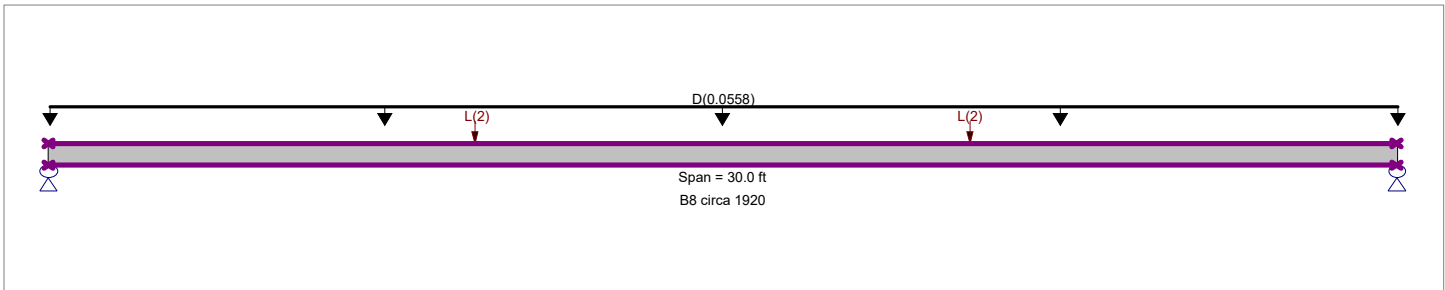 D(0.0558)
L(2) L(2)
Span = 30.0 ft
B8 circa 1920